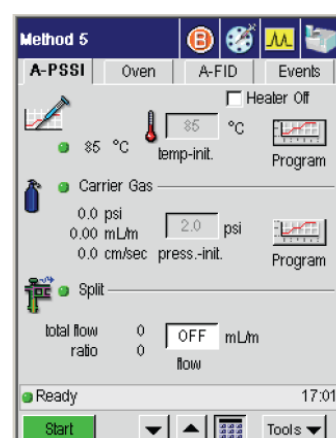 Method 5
B
A-PSSI Oven A-FID Events
Heater Off
85 °C 85 °C
temp-init. Program
Carrier Gas
0.0 psi
0.00 mL/m 2.0 psi
0.0 cm/sec press.-init. Program
Split
total flow 0 OFF mL/m
ratio 0 flow
Ready 17:01
Start Tools